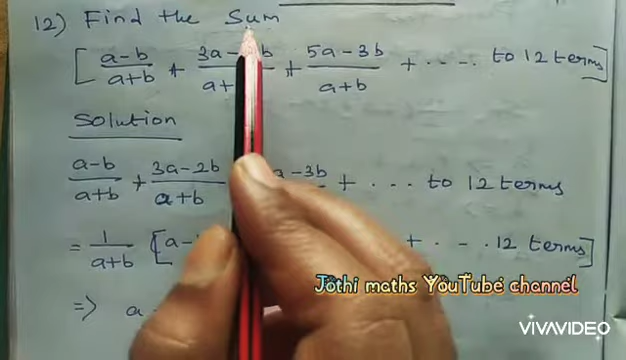 12) Find the Sum
[ a-b/a+b + 3a- b/a+ + 5a-3b/a+b + ..... to 12 terms]
Solution
a-b/a+b + 3a-2b/a+b a-3b + ... to 12 terms
= 1/a+b [a- + ... 12 terms]
Jothi maths YouTube channel
=> a
VIVAVIDEO